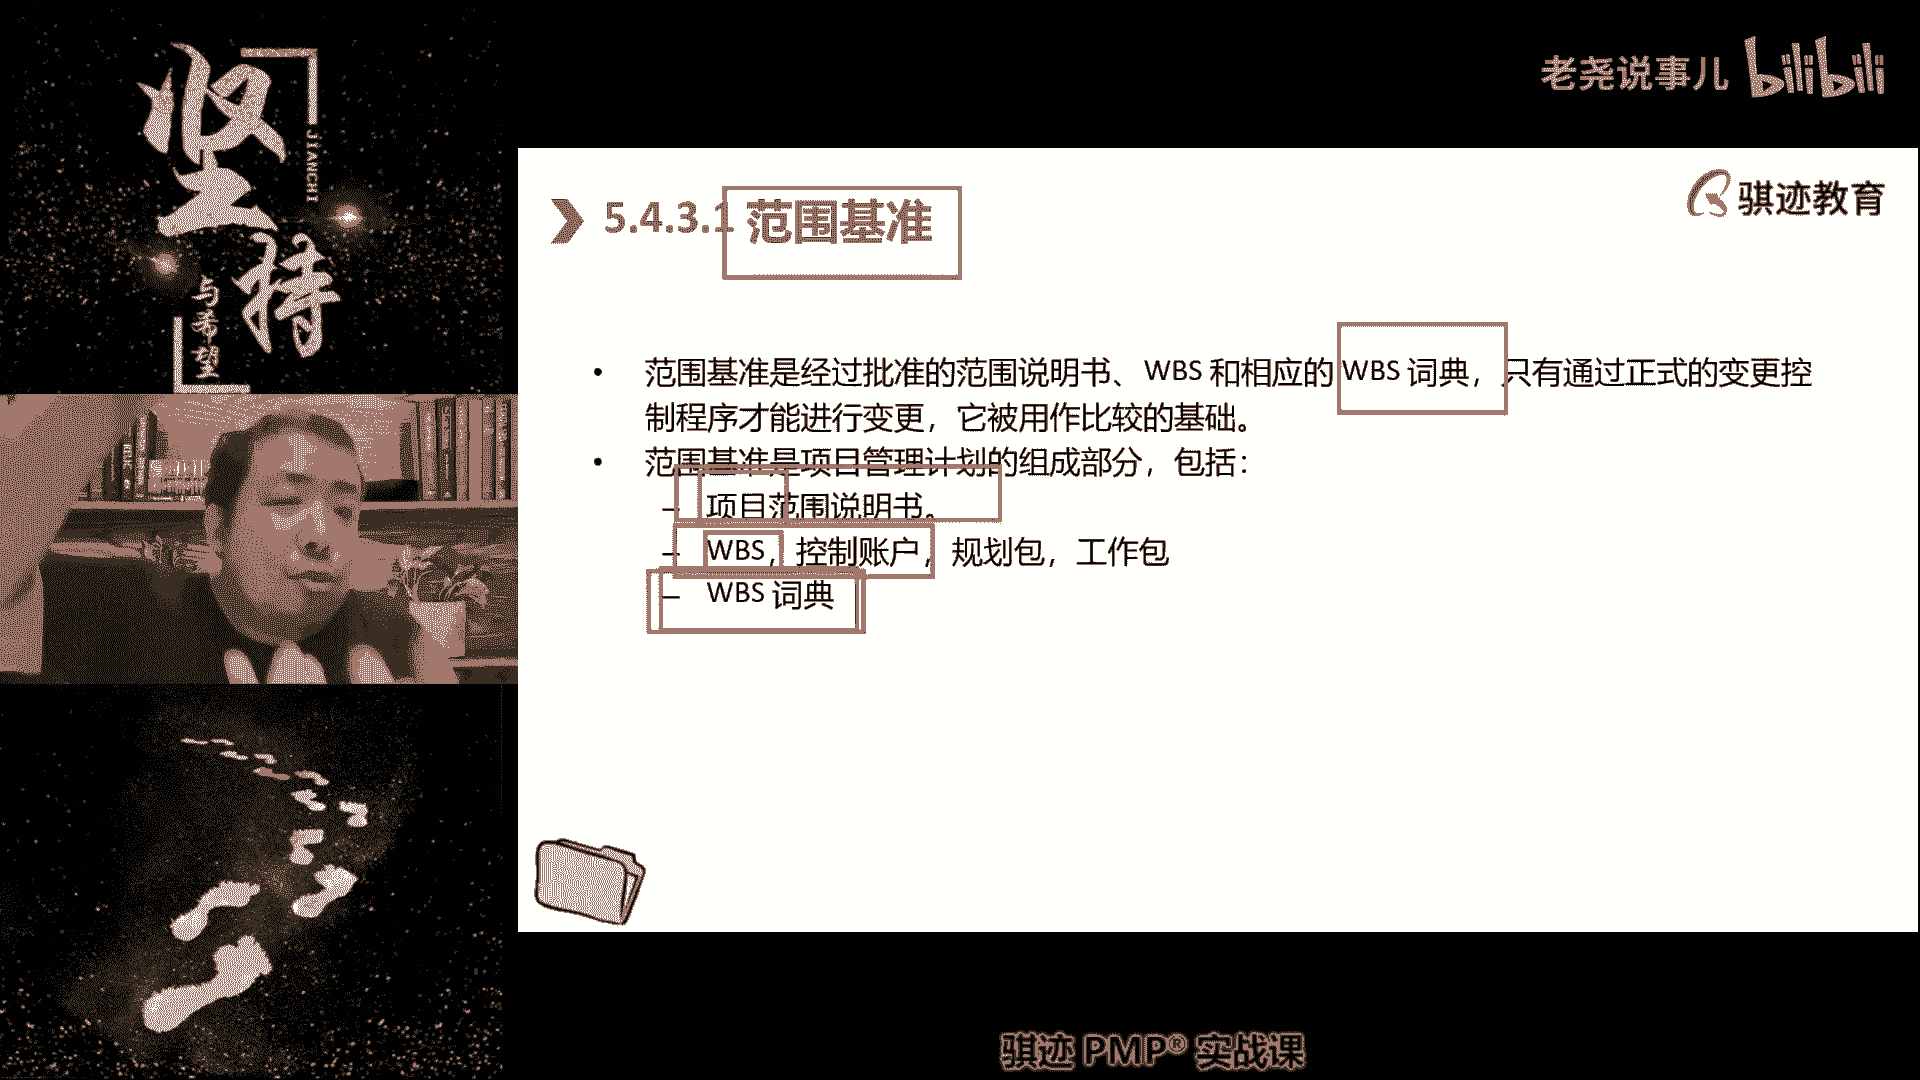 坚持
JIANCHI
与希望
老尧说事儿 bilibili
骐迹教育
5.4.3.1 范围基准
• 范围基准是经过批准的范围说明书、WBS 和相应的 WBS 词典，只有通过正式的变更控
制程序才能进行变更，它被用作比较的基础。
• 范围基准是项目管理计划的组成部分，包括：
– 项目范围说明书。
– WBS，控制账户，规划包，工作包
– WBS 词典
骐迹 PMP® 实战课